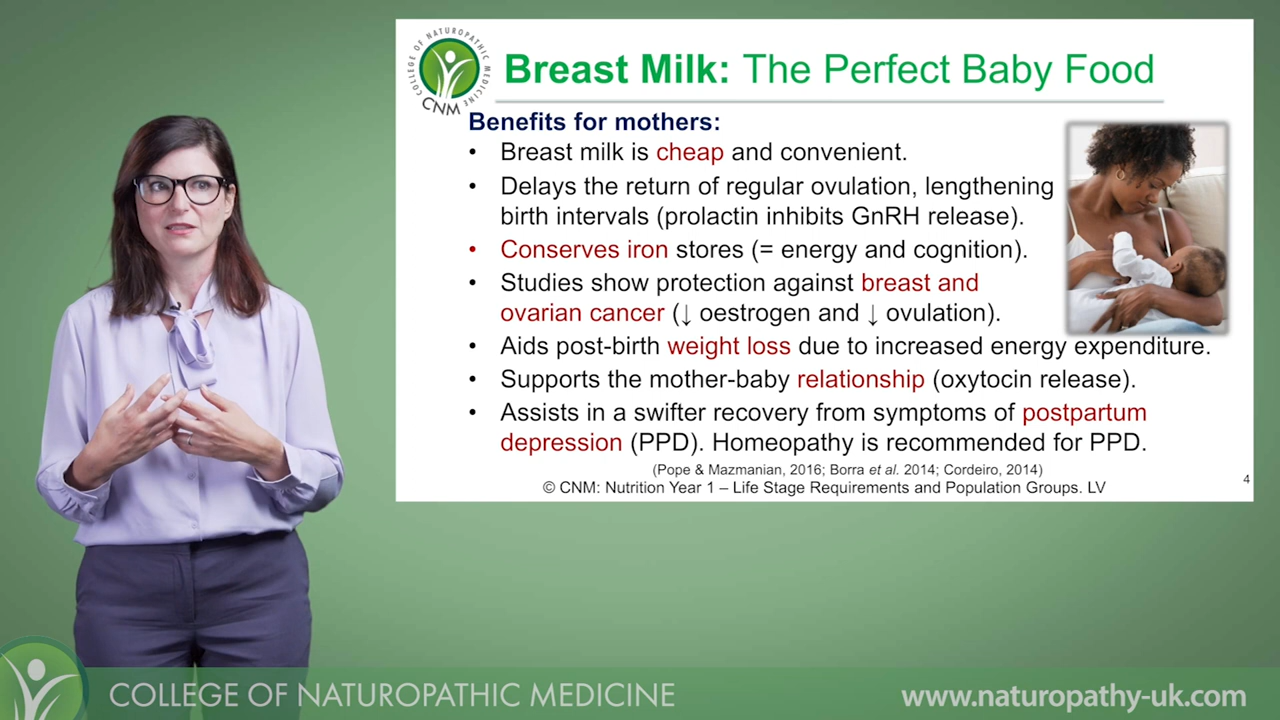 COLLEGE OF NATUROPATHIC MEDICINE
CNM
Breast Milk: The Perfect Baby Food
Benefits for mothers:
• Breast milk is cheap and convenient.
• Delays the return of regular ovulation, lengthening
birth intervals (prolactin inhibits GnRH release).
• Conserves iron stores (= energy and cognition).
• Studies show protection against breast and
ovarian cancer (↓ oestrogen and ↓ ovulation).
• Aids post-birth weight loss due to increased energy expenditure.
• Supports the mother-baby relationship (oxytocin release).
• Assists in a swifter recovery from symptoms of postpartum
depression (PPD). Homeopathy is recommended for PPD.
(Pope & Mazmanian, 2016; Borra et al. 2014; Cordeiro, 2014)
© CNM: Nutrition Year 1 – Life Stage Requirements and Population Groups. LV
4
COLLEGE OF NATUROPATHIC MEDICINE
www.naturopathy-uk.com